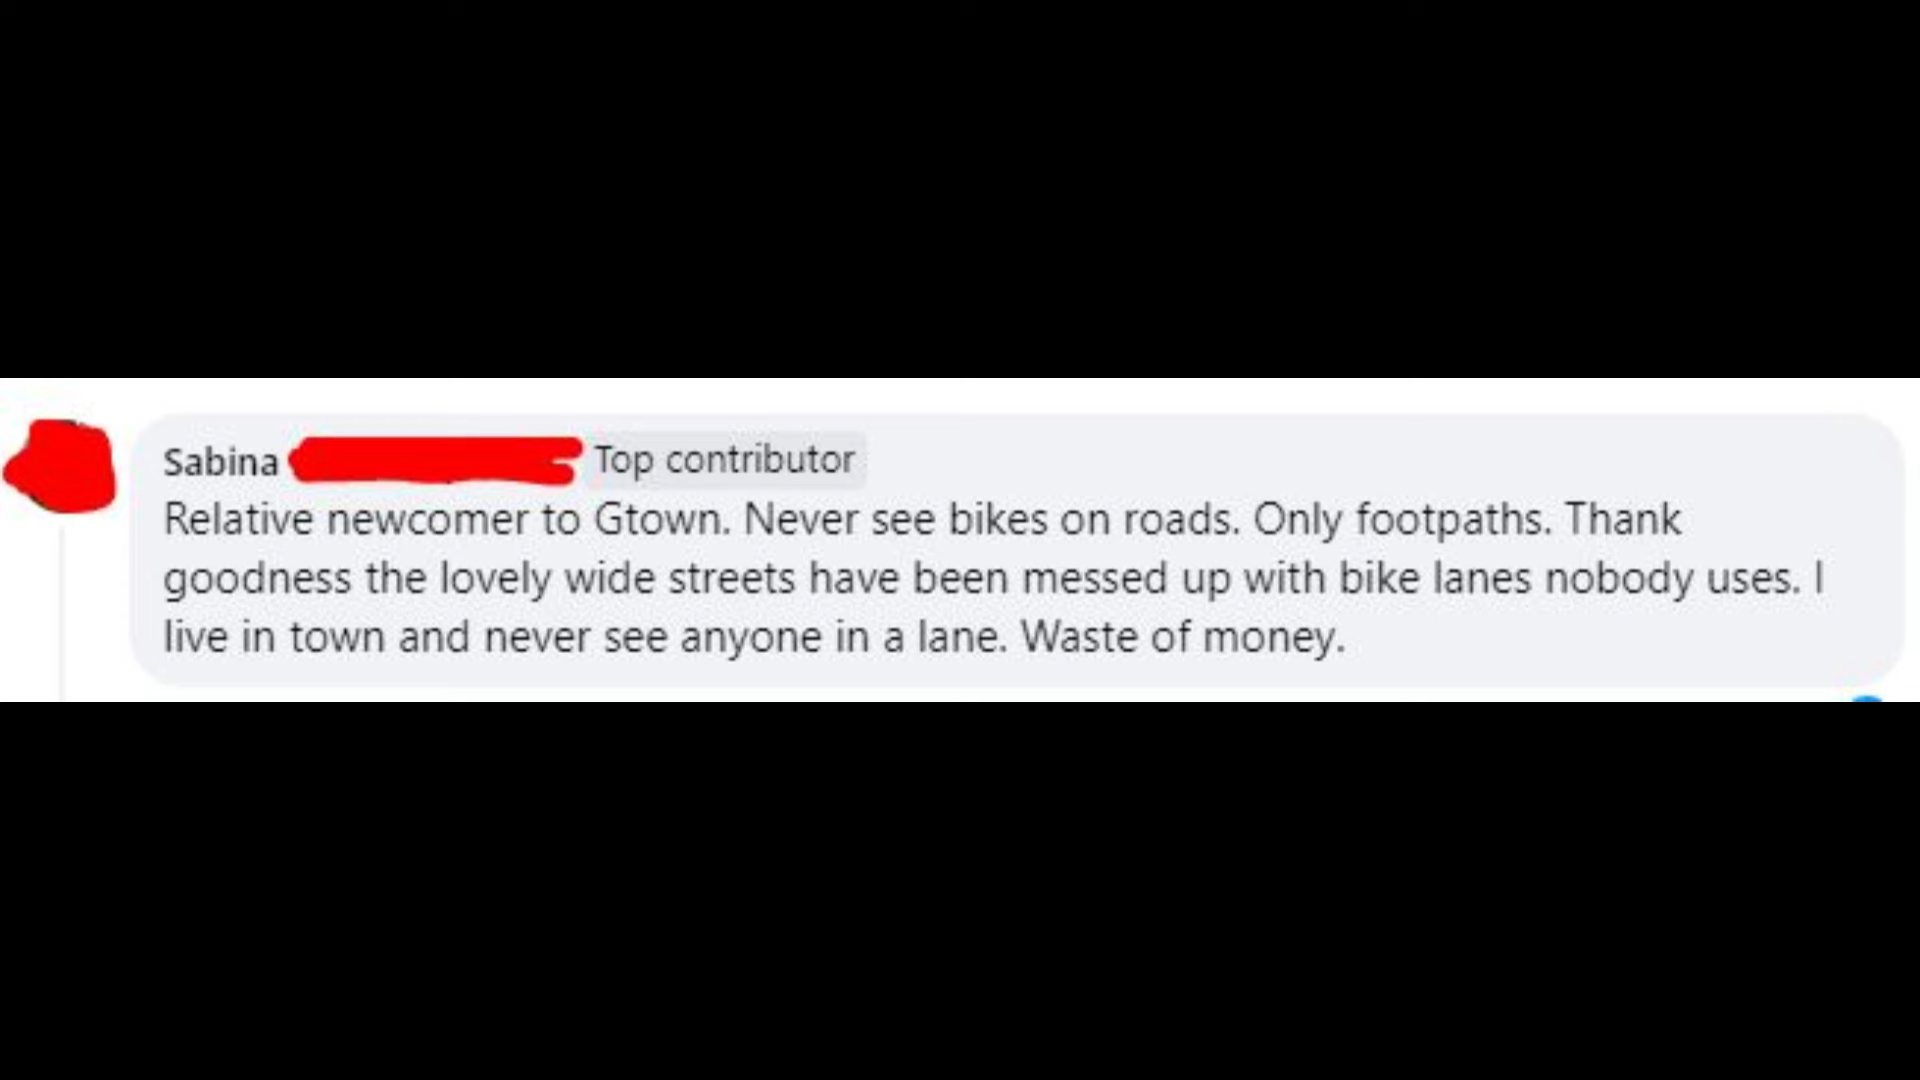 Sabina Top contributor
Relative newcomer to Gtown. Never see bikes on roads. Only footpaths. Thank
goodness the lovely wide streets have been messed up with bike lanes nobody uses. I
live in town and never see anyone in a lane. Waste of money.